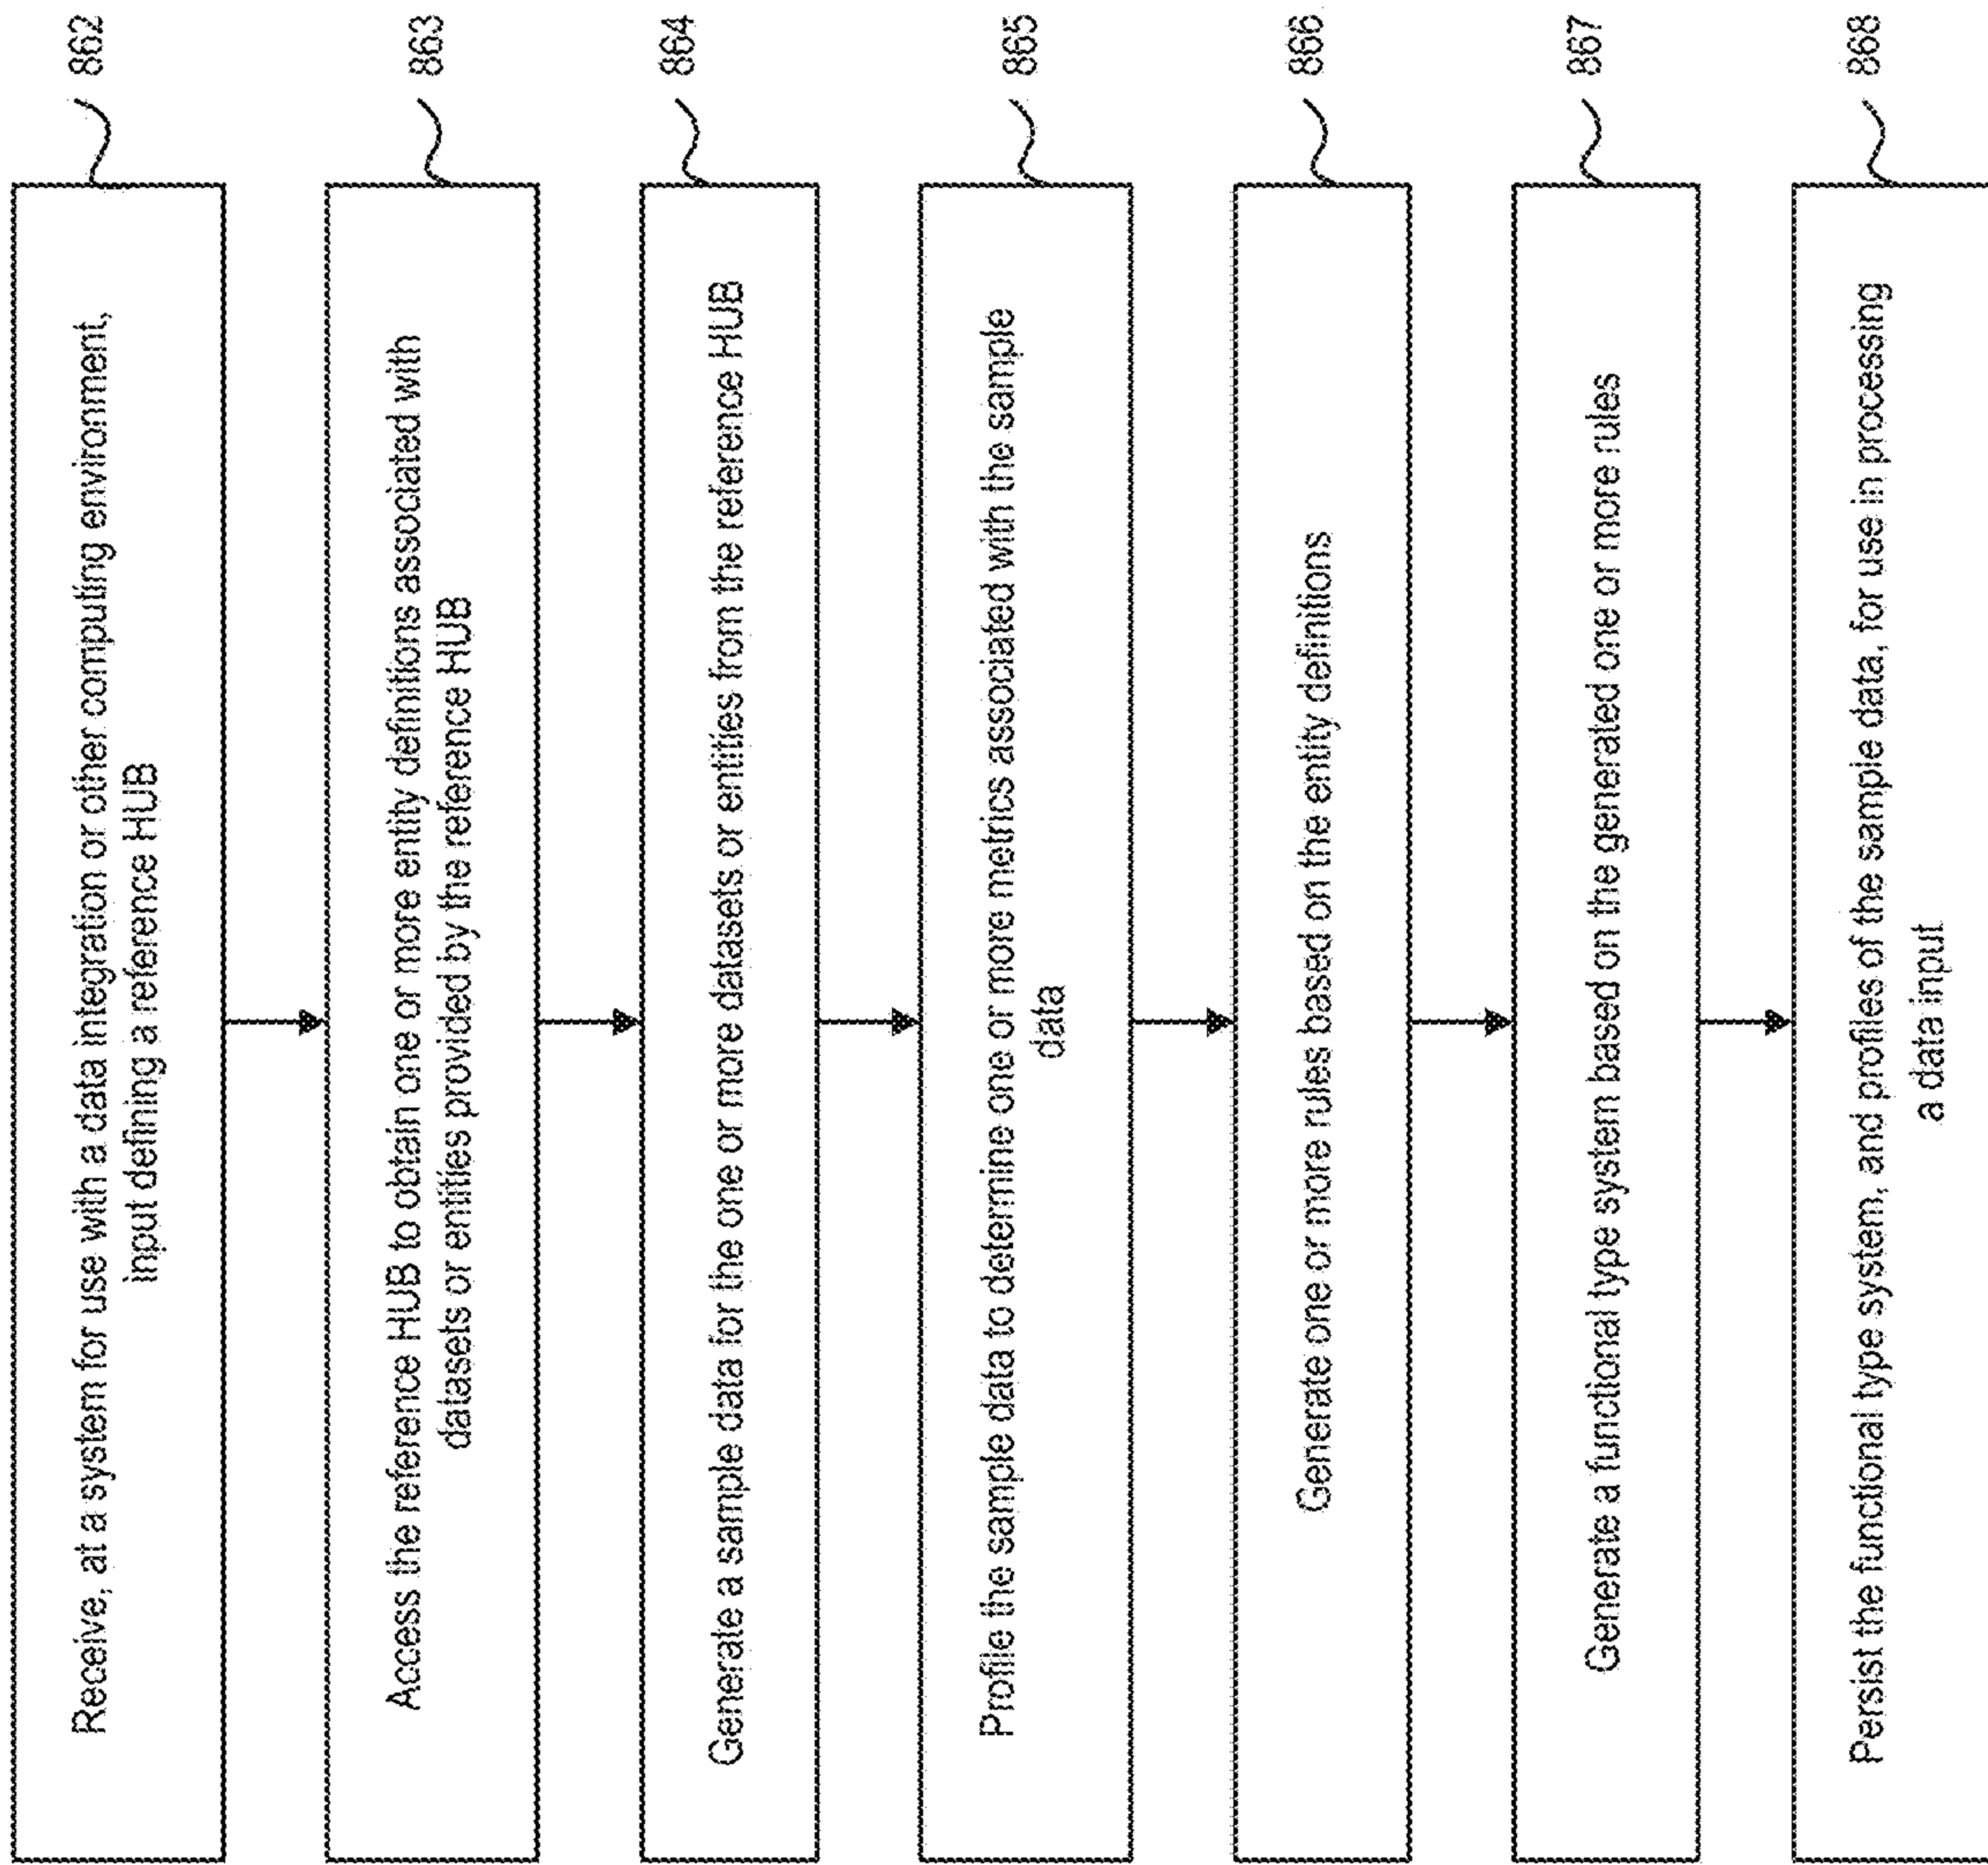 Receive, at a system for use with a data integration or other computing environment,
input defining a reference HUB
862
Access the reference HUB to obtain one or more entity definitions associated with
datasets or entities provided by the reference HUB
863
Generate a sample data for the one or more datasets or entities from the reference HUB
864
Profile the sample data to determine one or more metrics associated with the sample
data
865
Generate one or more rules based on the entity definitions
866
Generate a functional type system based on the generated one or more rules
867
Persist the functional type system, and profiles of the sample data, for use in processing
a data input
868